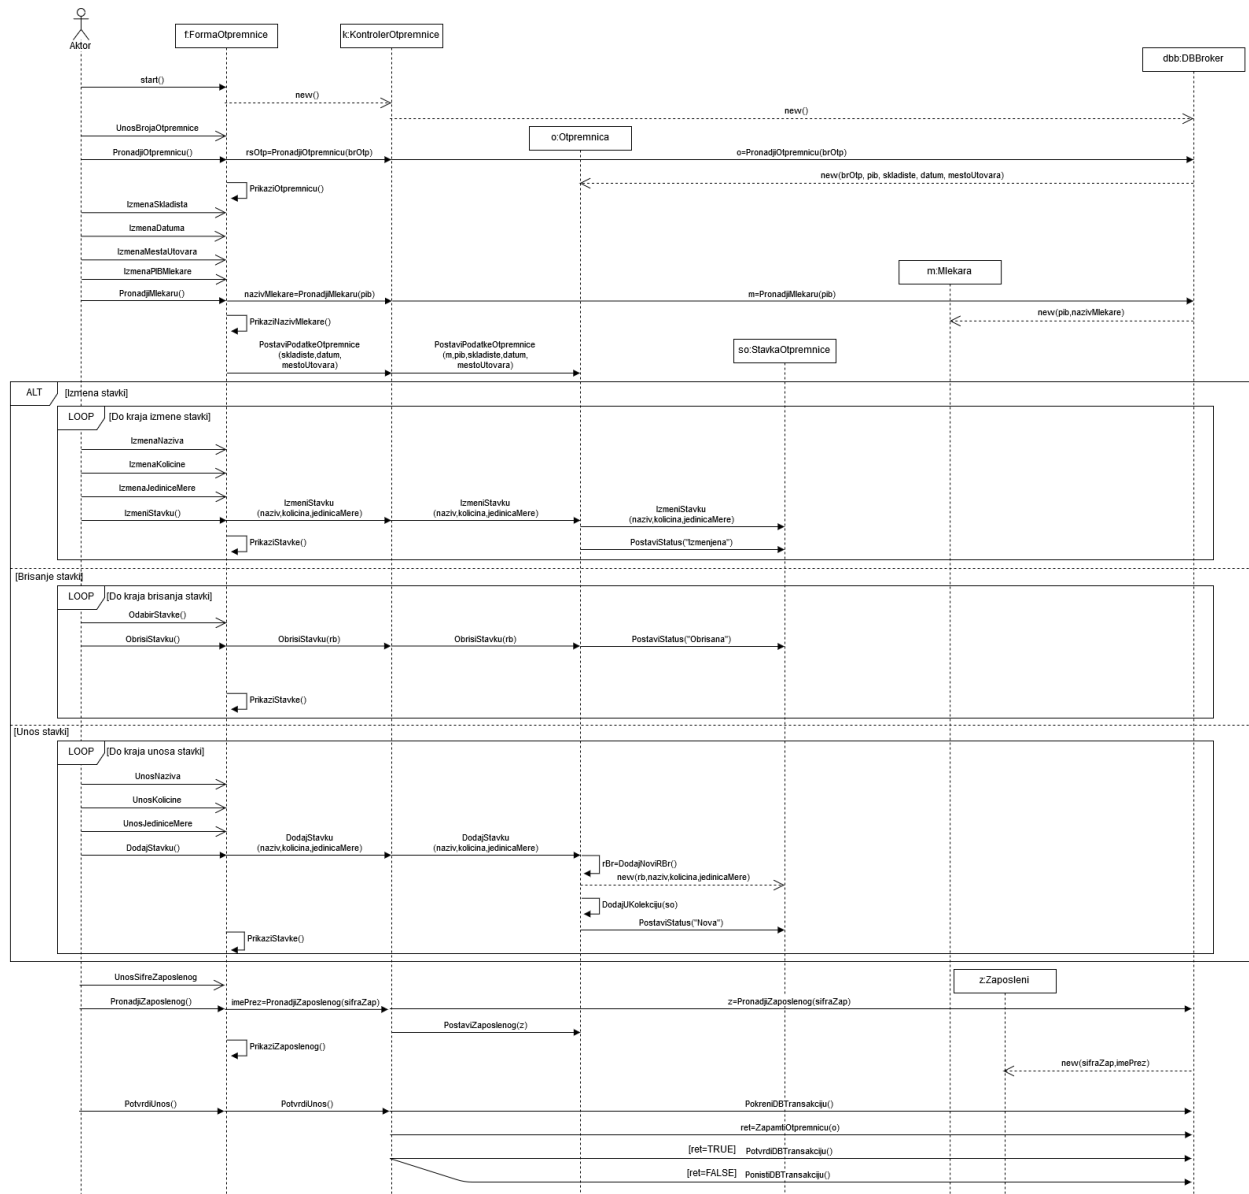 Aktor
f:FormaOtpremnice
k:KontrolerOtpremnice
dbb:DBBroker
start()
new()
new()
UnosBrojaOtpremnice
o:Otpremnica
PronadjiOtpremnicu()
rsOtp=PronadjiOtpremnicu(brOtp)
o=PronadjiOtpremnicu(brOtp)
new(brOtp, pib, skladiste, datum, mestoUtovara)
PrikaziOtpremnicu()
IzmenaSkladista
IzmenaDatuma
IzmenaMestaUtovara
IzmenaPIBMlekare
m:Mlekara
PronadjiMlekaru()
nazivMlekare=PronadjiMlekaru(pib)
m=PronadjiMlekaru(pib)
new(pib,nazivMlekare)
PrikaziNazivMlekare()
PostaviPodatkeOtpremnice
(skladiste,datum,
mestoUtovara)
PostaviPodatkeOtpremnice
(m,pib,skladiste,datum,
mestoUtovara)
so:StavkaOtpremnice
ALT
[Izmena stavki]
LOOP
[Do kraja izmene stavki]
IzmenaNaziva
IzmenaKolicine
IzmenaJediniceMere
IzmeniStavku()
IzmeniStavku
(naziv,kolicina,jedinicaMere)
IzmeniStavku
(naziv,kolicina,jedinicaMere)
IzmeniStavku
(naziv,kolicina,jedinicaMere)
PrikaziStavke()
PostaviStatus("Izmenjena")
[Brisanje stavki]
LOOP
[Do kraja brisanja stavki]
OdabirStavke()
ObrisiStavku()
ObrisiStavku(rb)
ObrisiStavku(rb)
PostaviStatus("Obrisana")
PrikaziStavke()
[Unos stavki]
LOOP
[Do kraja unosa stavki]
UnosNaziva
UnosKolicine
UnosJediniceMere
DodajStavku()
DodajStavku
(naziv,kolicina,jedinicaMere)
DodajStavku
(naziv,kolicina,jedinicaMere)
rBr=DodajNoviRBr()
new(rb,naziv,kolicina,jedinicaMere)
DodajUKolekciju(so)
PostaviStatus("Nova")
PrikaziStavke()
UnosSifreZaposlenog
z:Zaposleni
PronadjiZaposlenog()
imePrez=PronadjiZaposlenog(sifraZap)
z=PronadjiZaposlenog(sifraZap)
PostaviZaposlenog(z)
PrikaziZaposlenog()
new(sifraZap,imePrez)
PotvrdiUnos()
PotvrdiUnos()
PokreniDBTransakciju()
ret=ZapamtiOtpremnicu(o)
[ret=TRUE] PotvrdiDBTransakciju()
[ret=FALSE] PonistiDBTransakciju()